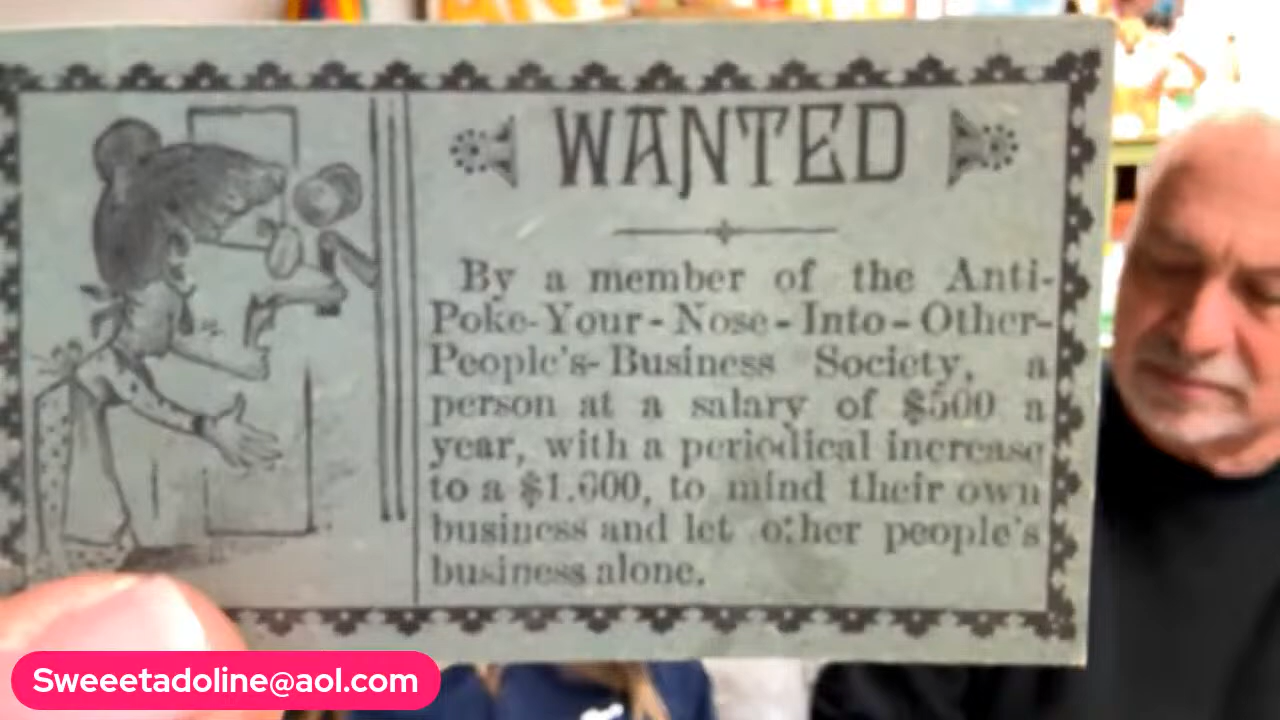 WANTED
By a member of the Anti-
Poke-Your-Nose-Into-Other-
People's-Business Society, a
person at a salary of $500 a
year, with a periodical increase
to a $1.600, to mind their own
business and let other people's
business alone.
Sweeetadoline@aol.com